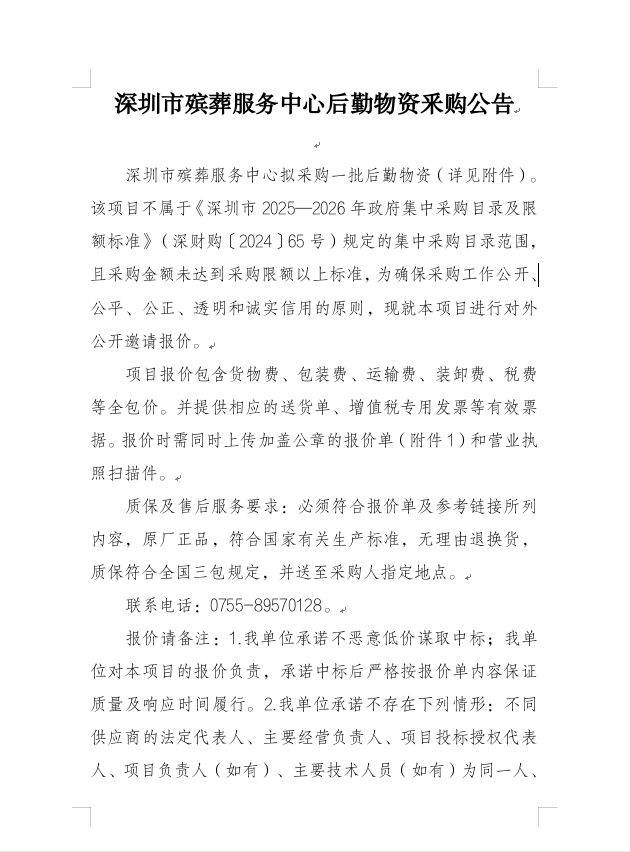 深圳市殡葬服务中心后勤物资采购公告
深圳市殡葬服务中心拟采购一批后勤物资（详见附件）。
该项目不属于《深圳市 2025—2026 年政府集中采购目录及限
额标准》（深财购〔2024〕65 号）规定的集中采购目录范围，
且采购金额未达到采购限额以上标准，为确保采购工作公开、
公平、公正、透明和诚实信用的原则，现就本项目进行对外
公开邀请报价。
项目报价包含货物费、包装费、运输费、装卸费、税费
等全包价。并提供相应的送货单、增值税专用发票等有效票
据。报价时需同时上传加盖公章的报价单（附件 1）和营业执
照扫描件。
质保及售后服务要求：必须符合报价单及参考链接所列
内容，原厂正品，符合国家有关生产标准，无理由退换货，
质保符合全国三包规定，并送至采购人指定地点。
联系电话：0755-89570128。
报价请备注：1.我单位承诺不恶意低价谋取中标；我单
位对本项目的报价负责，承诺中标后严格按报价单内容保证
质量及响应时间履行。2.我单位承诺不存在下列情形：不同
供应商的法定代表人、主要经营负责人、项目投标授权代表
人、项目负责人（如有）、主要技术人员（如有）为同一人、